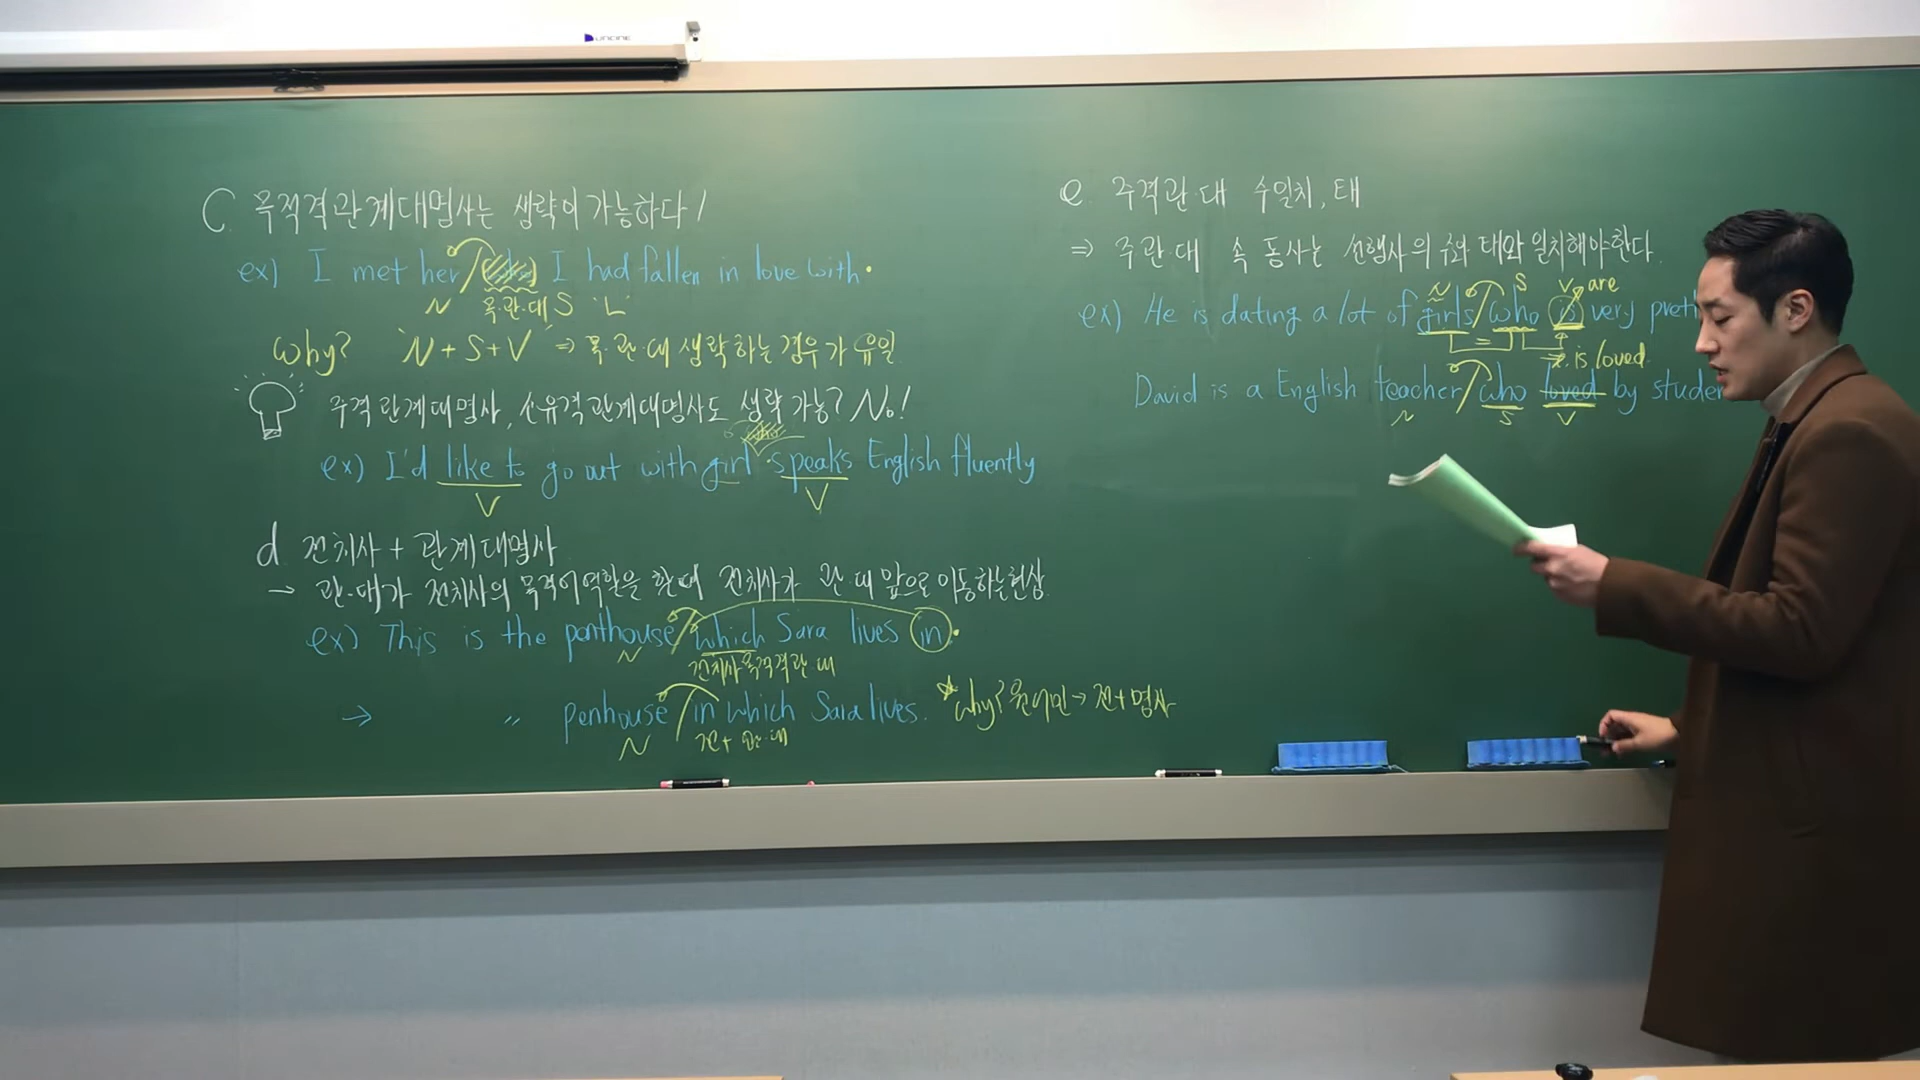 C. 목적격관계대명사는 생략이 가능하다!
ex) I met her / I had fallen in love with.
N 목·관·대 S
Why? N+S+V ⇒ 목·관·대 생략하는 경우가 유일
주격관계대명사, 소유격관계대명사도 생략 가능? No!
ex) I'd like to go out with girl speaks English fluently
V V
d 전치사 + 관계대명사
→ 관·대가 전치사의 목적어역할을 할때 전치사가 관·대 앞으로 이동하는현상
ex) This is the penthouse / which Sara lives in.
N 전치사목적격관·대
→ 〃 penhouse / in which Sara lives. *why? 원어민→전+명사
N 전+관·대
e. 주격관·대 수일치, 태
⇒ 주·관·대 속 동사는 선행사의 수와 태와 일치해야한다.
N S V are
ex) He is dating a lot of girls / who is very pret
= is loved.
David is a English teacher / who loved by studen
N S V